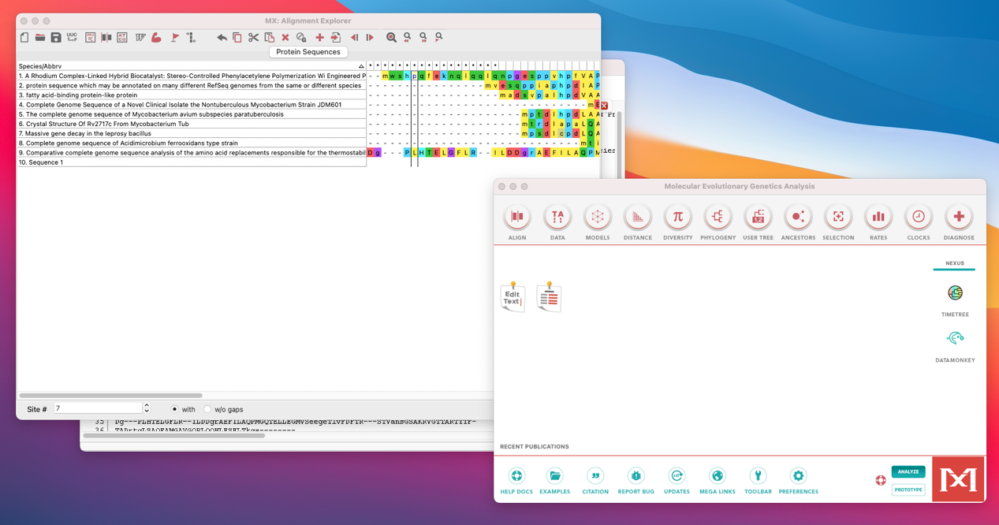 MX: Alignment Explorer
Protein Sequences
Species/Abbrv
1. A Rhodium Complex-Linked Hybrid Biocatalyst: Stereo-Controlled Phenylacetylene Polymerization Wi Engineered P
- - m w s h p q f e k n q l q q l q n p g e s p p v h p f V A P
2. protein sequence which may be annotated on many different RefSeq genomes from the same or different species
- - - - - - - - - - - - - - - - m v e s q p p i a p h p d I A P
3. fatty acid-binding protein-like protein
- - - - - - - - - - - - - - - - - - m a d s v p a l h p d V A A
4. Complete Genome Sequence of a Novel Clinical Isolate the Nontuberculous Mycobacterium Strain JDM601
m E
5. The complete genome sequence of Mycobacterium avium subspecies paratuberculosis
m p t d l h p d L A A
6. Crystal Structure Of Rv2717c From Mycobacterium Tub
m t r d l a p a L Q A
7. Massive gene decay in the leprosy bacillus
m p s d l c p d L Q A
8. Complete genome sequence of Acidimicrobium ferrooxidans type strain
m t i
9. Comparative complete genome sequence analysis of the amino acid replacements responsible for the thermostabil
D g - - - P L H T E L G F L R - - I L D D g r A E F I L A Q P M
10. Sequence 1
Site # 7 with w/o gaps
35 Dg---PLHTELGFLR--ILDDgrAEFILAQPMGQTELLEGMVSeegeTIvrFDFTR---STVansGSAKRVGTTARTYTF-
36
Molecular Evolutionary Genetics Analysis
TA
π
1,2
ALIGN DATA MODELS DISTANCE DIVERSITY PHYLOGENY USER TREE ANCESTORS SELECTION RATES CLOCKS DIAGNOSE
NEXUS
Edit
Text
TIMETREE
DATAMONKEY
RECENT PUBLICATIONS
HELP DOCS EXAMPLES CITATION REPORT BUG UPDATES MEGA LINKS TOOLBAR PREFERENCES
ANALYZE
PROTOTYPE
MX